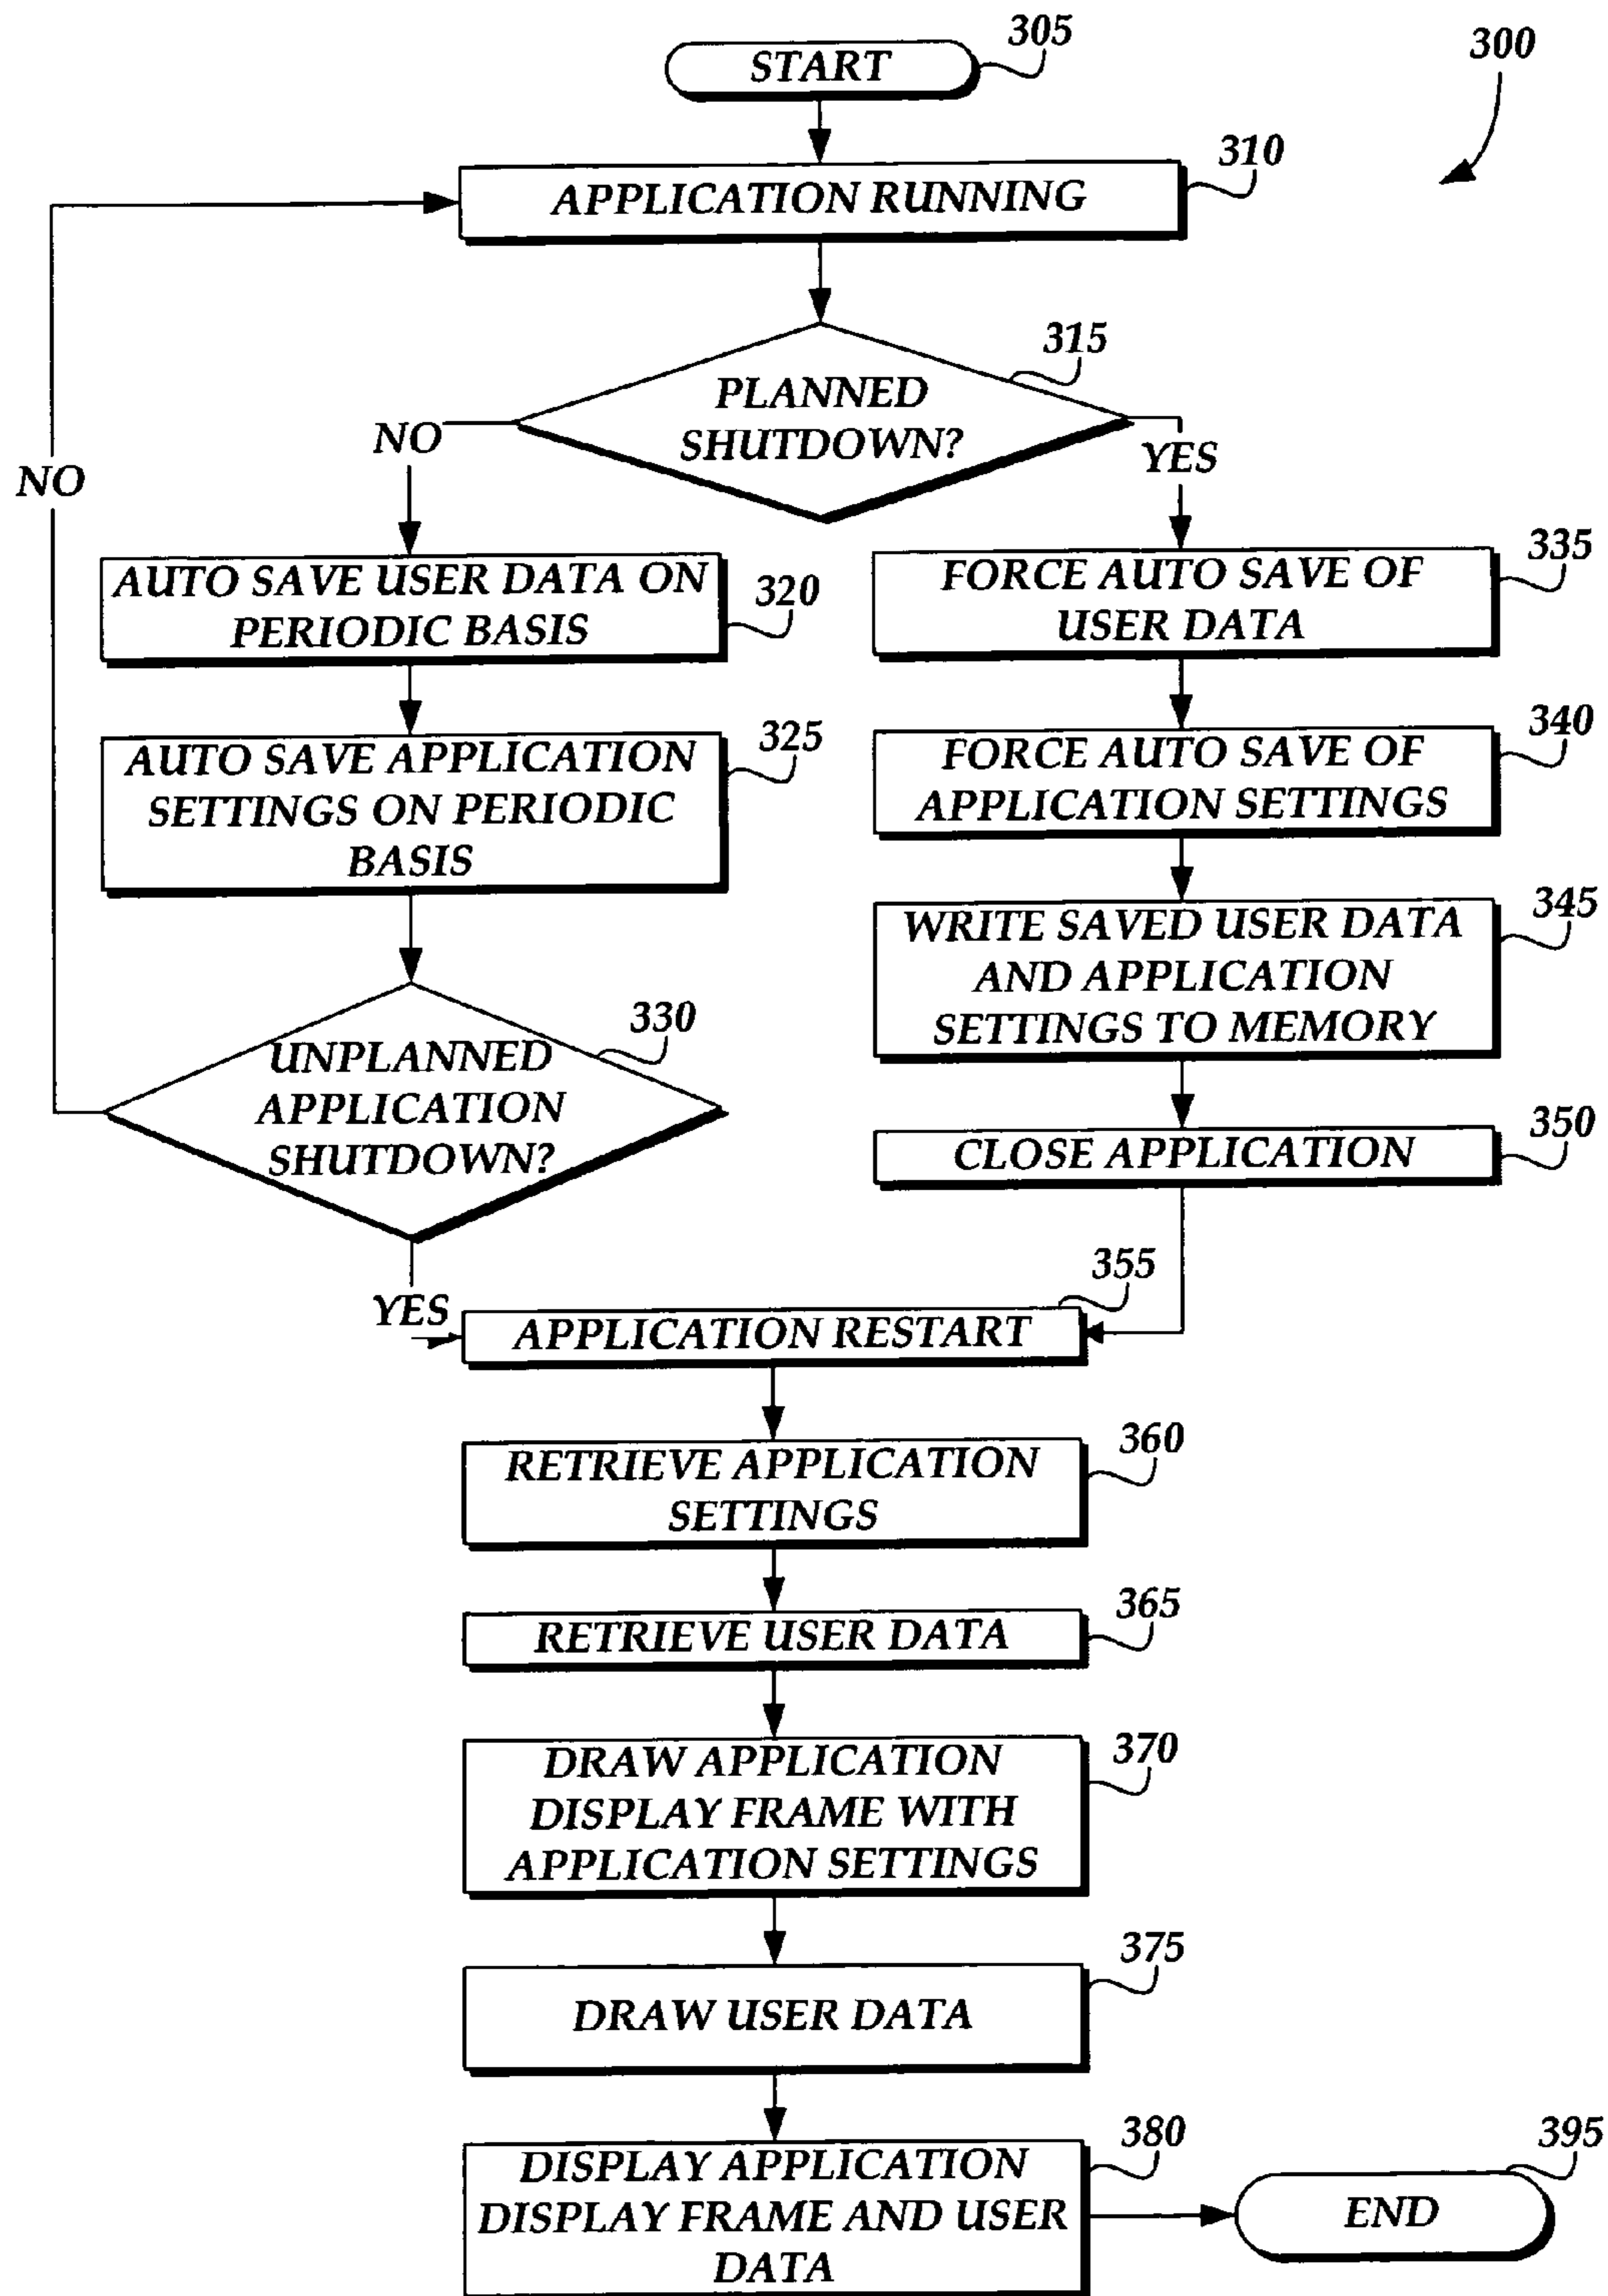 305
START
300
310
APPLICATION RUNNING
315
PLANNED
SHUTDOWN?
NO
YES
NO
335
FORCE AUTO SAVE OF
USER DATA
AUTO SAVE USER DATA ON
PERIODIC BASIS
320
340
FORCE AUTO SAVE OF
APPLICATION SETTINGS
325
AUTO SAVE APPLICATION
SETTINGS ON PERIODIC
BASIS
345
WRITE SAVED USER DATA
AND APPLICATION
SETTINGS TO MEMORY
330
UNPLANNED
APPLICATION
SHUTDOWN?
350
CLOSE APPLICATION
355
YES
APPLICATION RESTART
360
RETRIEVE APPLICATION
SETTINGS
365
RETRIEVE USER DATA
370
DRAW APPLICATION
DISPLAY FRAME WITH
APPLICATION SETTINGS
375
DRAW USER DATA
380
DISPLAY APPLICATION
DISPLAY FRAME AND USER
DATA
395
END